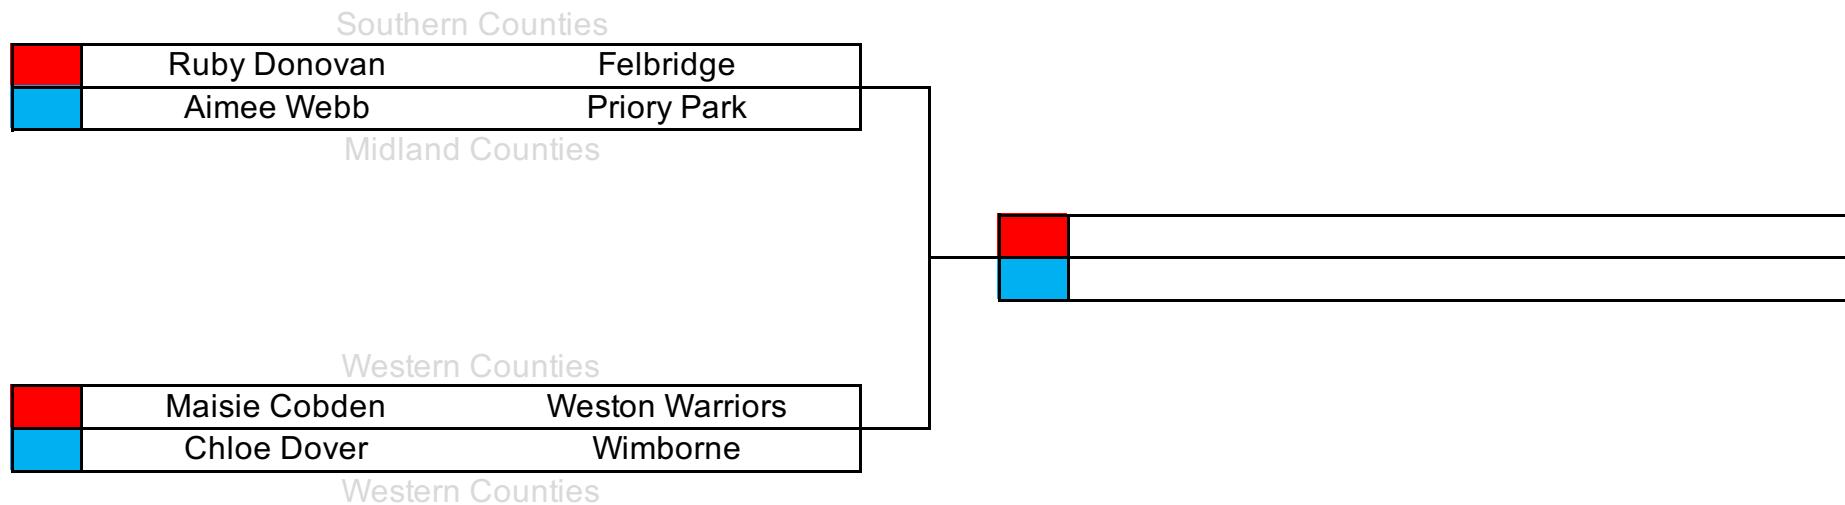 Southern Counties
Ruby Donovan Felbridge
Aimee Webb Priory Park
Midland Counties
Western Counties
Maisie Cobden Weston Warriors
Chloe Dover Wimborne
Western Counties